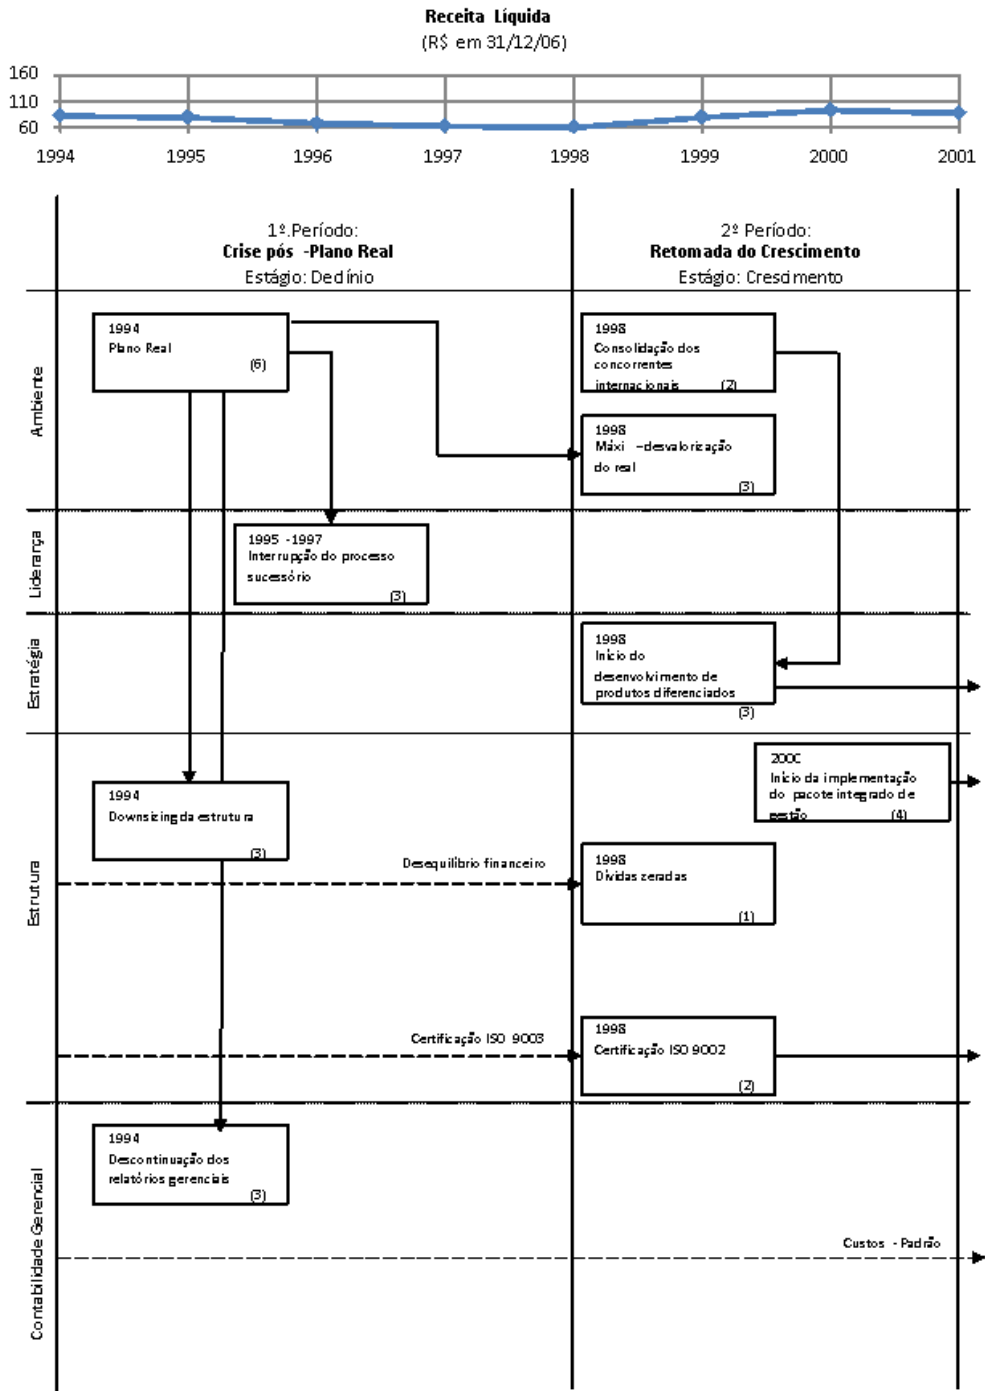 Receita Líquida
(R$ em 31/12/06)
160
110
60
1994 1995 1996 1997 1998 1999 2000 2001
1º.Período:
Crise pós -Plano Real
Estágio: Declínio
2º Período:
Retomada do Crescimento
Estágio: Crescimento
Ambiente
1994
Plano Real
(6)
1998
Consolidação dos
concorrentes
internacionais (2)
1998
Máxi -desvalorização
do real
(3)
Liderança
1995 -1997
Interrupção do processo
sucessório
(3)
Estratégia
1998
Início do
desenvolvimento de
produtos diferenciados
(3)
Estrutura
2000
Início da implementação
do pacote integrado de
gestão (4)
1994
Downsizing da estrutura
(3)
Desequilíbrio financeiro
1998
Dívidas zeradas
(1)
Certificação ISO 9003
1998
Certificação ISO 9002
(2)
Contabilidade Gerencial
1994
Descontinuação dos
relatórios gerenciais
(3)
Custos -Padrão